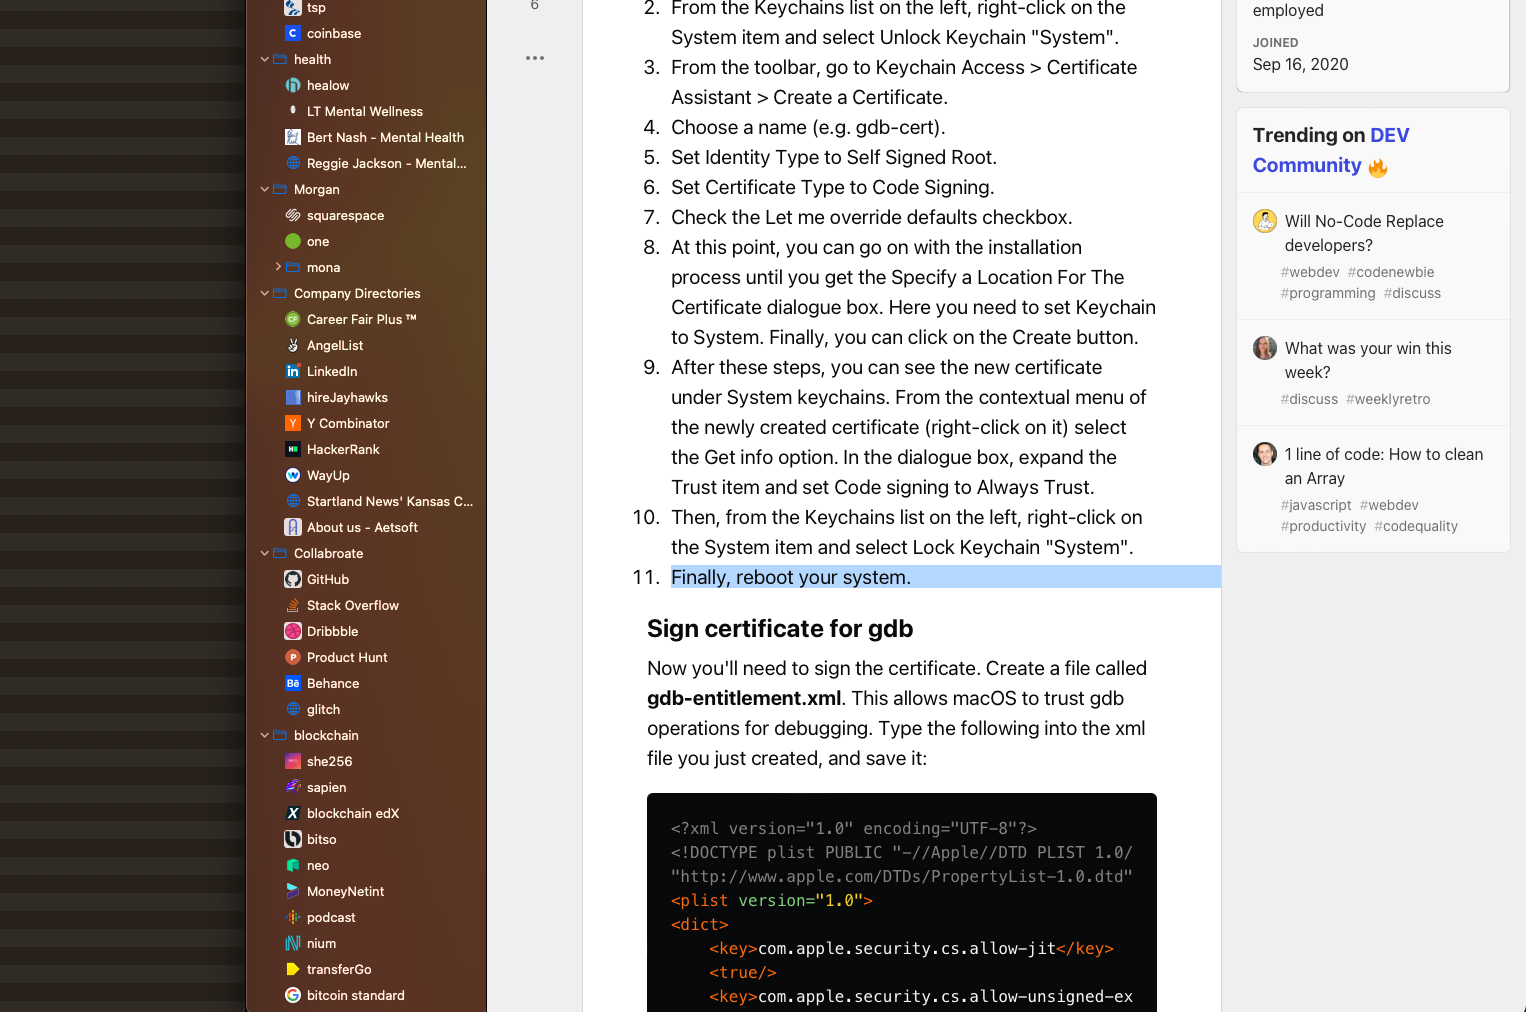 tsp
coinbase
health
healow
LT Mental Wellness
Bert Nash - Mental Health
Reggie Jackson - Mental...
Morgan
squarespace
one
mona
Company Directories
Career Fair Plus ™
AngelList
LinkedIn
hireJayhawks
Y Combinator
HackerRank
WayUp
Startland News' Kansas C...
About us - Aetsoft
Collabroate
GitHub
Stack Overflow
Dribbble
Product Hunt
Behance
glitch
blockchain
she256
sapien
blockchain edX
bitso
neo
MoneyNetint
podcast
nium
transferGo
bitcoin standard
6
2. From the Keychains list on the left, right-click on the
System item and select Unlock Keychain "System".
3. From the toolbar, go to Keychain Access > Certificate
Assistant > Create a Certificate.
4. Choose a name (e.g. gdb-cert).
5. Set Identity Type to Self Signed Root.
6. Set Certificate Type to Code Signing.
7. Check the Let me override defaults checkbox.
8. At this point, you can go on with the installation
process until you get the Specify a Location For The
Certificate dialogue box. Here you need to set Keychain
to System. Finally, you can click on the Create button.
9. After these steps, you can see the new certificate
under System keychains. From the contextual menu of
the newly created certificate (right-click on it) select
the Get info option. In the dialogue box, expand the
Trust item and set Code signing to Always Trust.
10. Then, from the Keychains list on the left, right-click on
the System item and select Lock Keychain "System".
11. Finally, reboot your system.
Sign certificate for gdb
Now you'll need to sign the certificate. Create a file called
gdb-entitlement.xml. This allows macOS to trust gdb
operations for debugging. Type the following into the xml
file you just created, and save it:
<?xml version="1.0" encoding="UTF-8"?>
<!DOCTYPE plist PUBLIC "-//Apple//DTD PLIST 1.0/
"http://www.apple.com/DTDs/PropertyList-1.0.dtd"
<plist version="1.0">
<dict>
<key>com.apple.security.cs.allow-jit</key>
<true/>
<key>com.apple.security.cs.allow-unsigned-ex
employed
JOINED
Sep 16, 2020
Trending on DEV
Community 🔥
Will No-Code Replace
developers?
#webdev #codenewbie
#programming #discuss
What was your win this
week?
#discuss #weeklyretro
1 line of code: How to clean
an Array
#javascript #webdev
#productivity #codequality